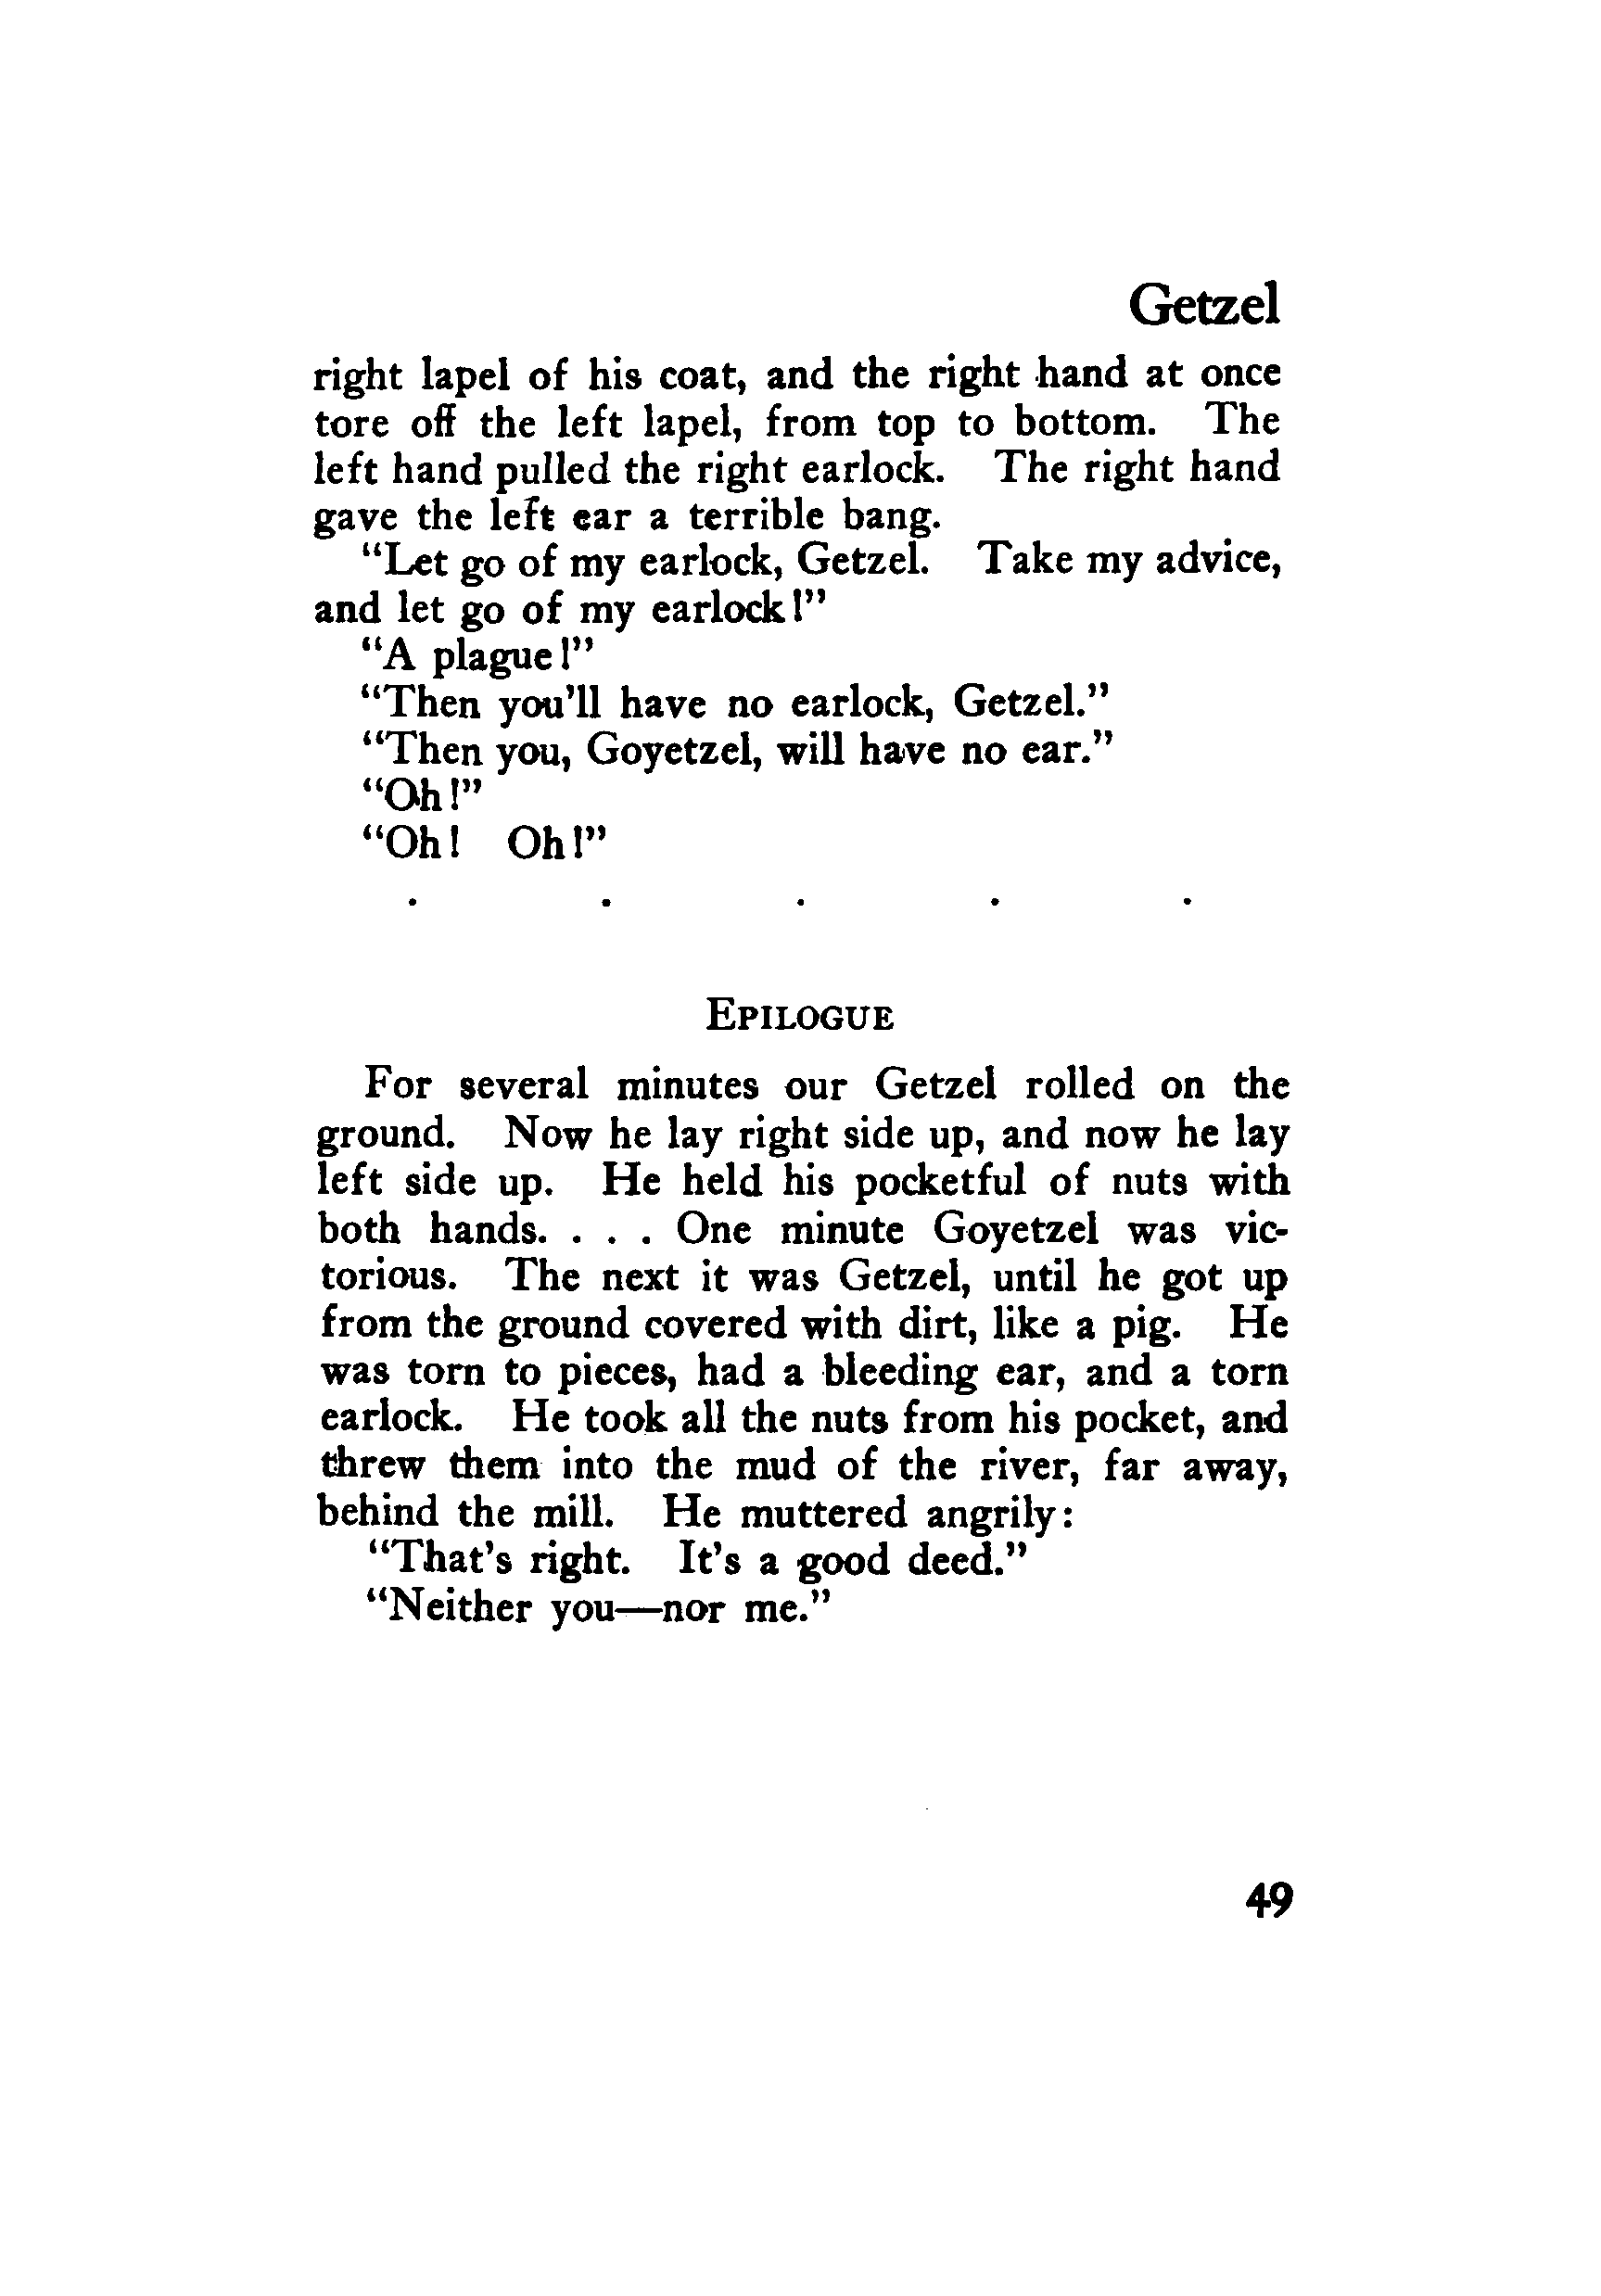 Getzel
right lapel of his coat, and the right hand at once
tore off the left lapel, from top to bottom. The
left hand pulled the right earlock. The right hand
gave the left ear a terrible bang.
“Let go of my earlock, Getzel. Take my advice,
and let go of my earlock!”
“A plague!”
“Then you’ll have no earlock, Getzel.”
“Then you, Goyetzel, will have no ear.”
“Oh!”
“Oh! Oh!”
. . . . .
EPILOGUE
For several minutes our Getzel rolled on the
ground. Now he lay right side up, and now he lay
left side up. He held his pocketful of nuts with
both hands. . . . One minute Goyetzel was vic-
torious. The next it was Getzel, until he got up
from the ground covered with dirt, like a pig. He
was torn to pieces, had a bleeding ear, and a torn
earlock. He took all the nuts from his pocket, and
threw them into the mud of the river, far away,
behind the mill. He muttered angrily:
“That’s right. It’s a good deed.”
“Neither you—nor me.”
49